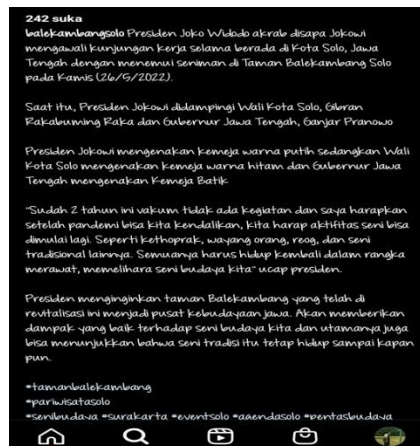 242 suka
balekambangsolo Presiden Joko Widodo akrab disapa Jokowi
mengawali kunjungan kerja selama berada di Kota Solo, Jawa
Tengah dengan menemui seniman di Taman Balekambang Solo
pada Kamis (26/5/2022).
Saat itu, Presiden Jokowi didampingi Wali Kota Solo, Gibran
Rakabuming Raka dan Gubernur Jawa Tengah, Ganjar Pranowo
Presiden Jokowi mengenakan kemeja warna putih sedangkan Wali
Kota Solo mengenakan kemeja warna hitam dan Gubernur Jawa
Tengah mengenakan Kemeja Batik
"Sudah 2 tahun ini vakum tidak ada kegiatan dan saya harapkan
setelah pandemi bisa kita kendalikan, kita harap aktifitas seni bisa
dimulai lagi. Seperti kethoprak, wayang orang, reog, dan seni
tradisional lainnya. Semuanya harus hidup kembali dalam rangka
merawat, memelihara seni budaya kita" ucap presiden.
Presiden menginginkan taman Balekambang yang telah di
revitalisasi ini menjadi pusat kebudayaan jawa. Akan memberikan
dampak yang baik terhadap seni budaya kita dan utamanya juga
bisa menunjukkan bahwa seni tradisi itu tetap hidup sampai kapan
pun.
#tamanbalekambang
#pariwisatasolo
#senibudaya #surakarta #eventsolo #agendasolo #pentasbudaya